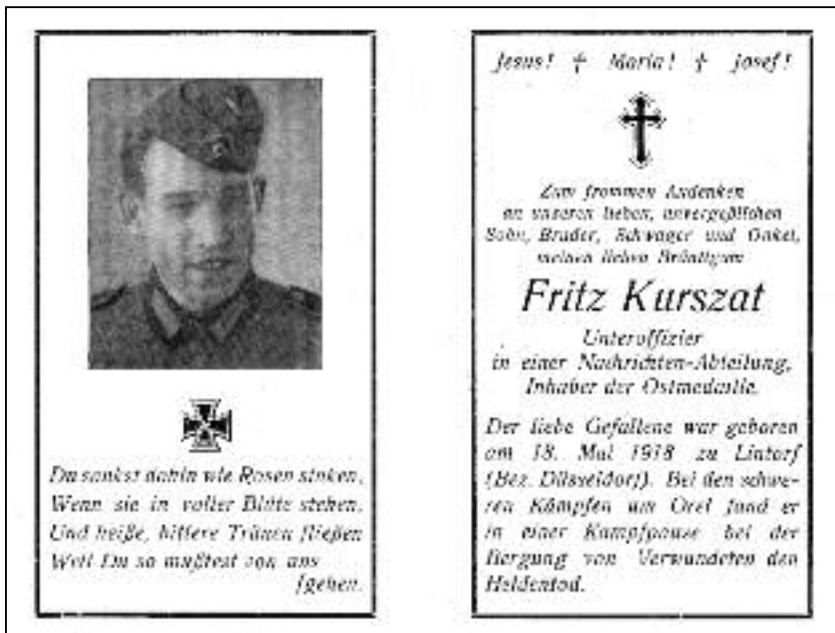 Du sankst dahin wie Rosen sinken,
Wenn sie in voller Blüte stehen,
Und heiße, bittere Tränen fließen
Weil Du so mußtest von uns
[gehen.
Jesus! † Maria! † Josef!
Zum frommen Andenken
an unseren lieben, unvergeßlichen
Sohn, Bruder, Schwager und Onkel,
meinen lieben Bräutigam
Fritz Kurszat
Unteroffizier
in einer Nachrichten-Abteilung,
Inhaber der Ostmedaille.
Der liebe Gefallene war geboren
am 18. Mai 1918 zu Lintorf
(Bez. Düsseldorf). Bei den schwe-
ren Kämpfen um Orel fand er
in einer Kampfpause bei der
Bergung von Verwundeten den
Heldentod.